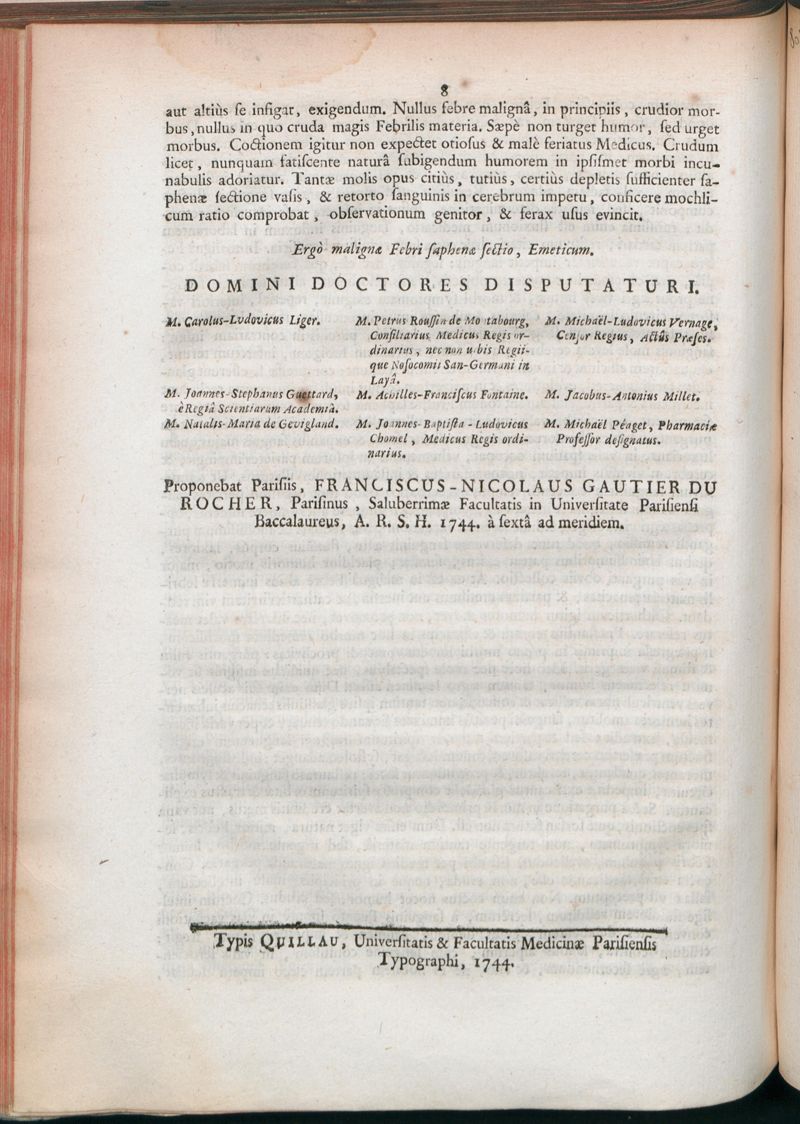 8
aut altiùs ſe inſigat, exigendum. Nullus febre malignâ, in principiis, crudior mor-
bus, nullus in quo cruda magis Febrilis materia. Sæpè non turget humor, ſed urget
morbus. Coctionem igitur non expectet otioſus & malè feriatus Medicus. Crudum
licet, nunquam fatiſcente naturâ ſubigendum humorem in ipſiſmet morbi incu-
nabulis adoriatur. Tantæ molis opus citiùs, tutiùs, certiùs depletis ſufficienter ſa-
phenæ ſectione vaſis, & retorto ſanguinis in cerebrum impetu, conficere mochli-
cum ratio comprobat, obſervationum genitor, & ferax uſus evincit.
Ergò malignæ Febri ſaphenæ ſectio, Emeticum.
DOMINI DOCTORES DISPUTATURI.
M. Carolus-Lvdovicus Liger.
M. Petrus Rouſſin de Montabourg,
Conſiliarius, Medicus Regis or-
dinarius, nec non urbis Regii-
que Noſocomii San-Germani in
Layâ.
M. Michaël-Ludovicus Vernage,
Cenſor Regius, Actûs Præſes.
M. Joannes-Stephanus Guettard,
è Regiâ Scientiarum Academiâ.
M. Achilles-Franciſcus Fontaine.
M. Jacobus-Antonius Millet.
M. Natalis-Maria de Gevigland.
M. Joannes-Baptiſta-Ludovicus
Chomel, Medicus Regis ordi-
narius.
M. Michaël Péaget, Pharmaciæ
Profeſſor deſignatus.
Proponebat Pariſiis, FRANCISCUS-NICOLAUS GAUTIER DU
ROCHER, Pariſinus, Saluberrimæ Facultatis in Univerſitate Pariſienſi
Baccalaureus, A. R. S. H. 1744. à ſextâ ad meridiem.
Typis QUILLAU, Univerſitatis & Facultatis Medicinæ Pariſienſis
Typographi, 1744.